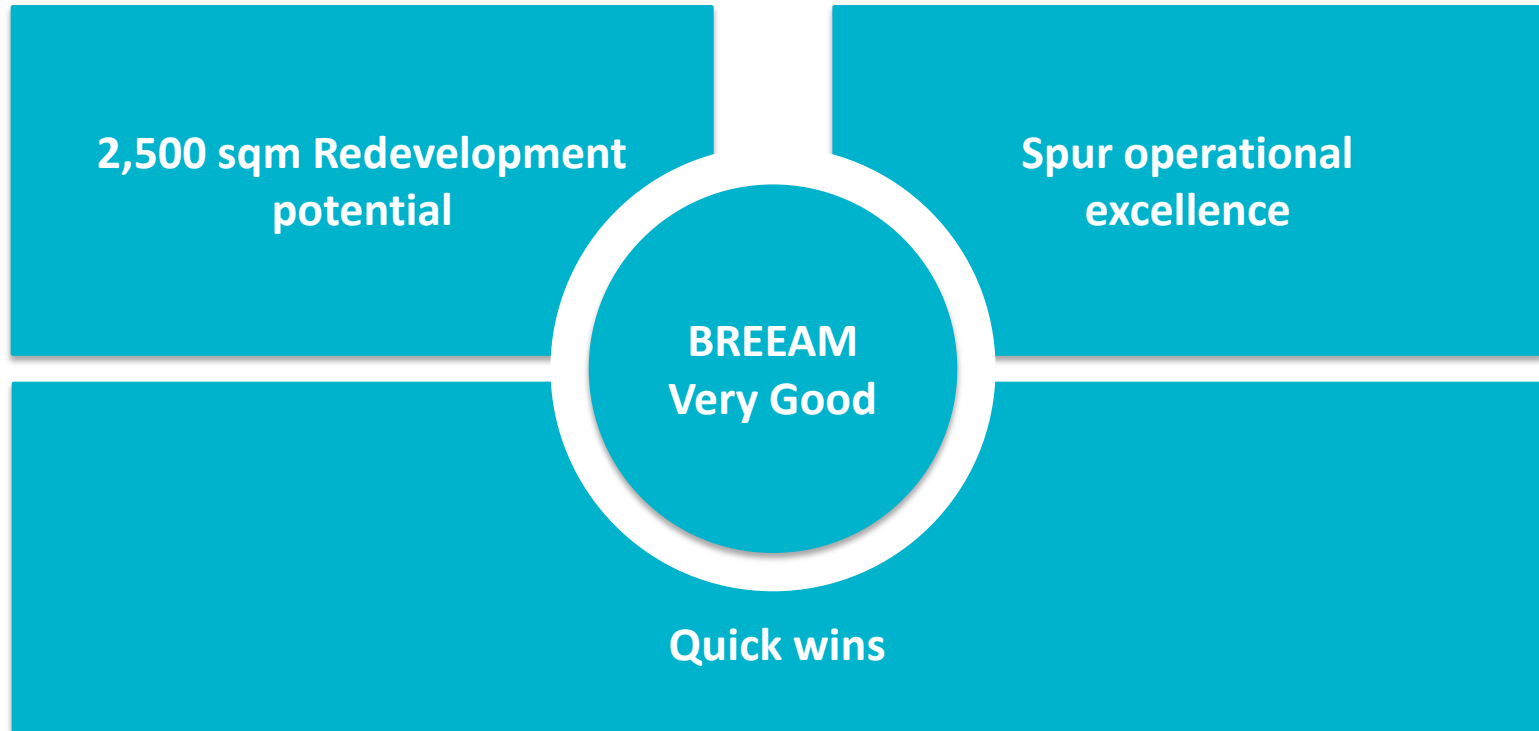 2,500 sqm Redevelopment
potential
Spur operational
excellence
BREEAM
Very Good
Quick wins